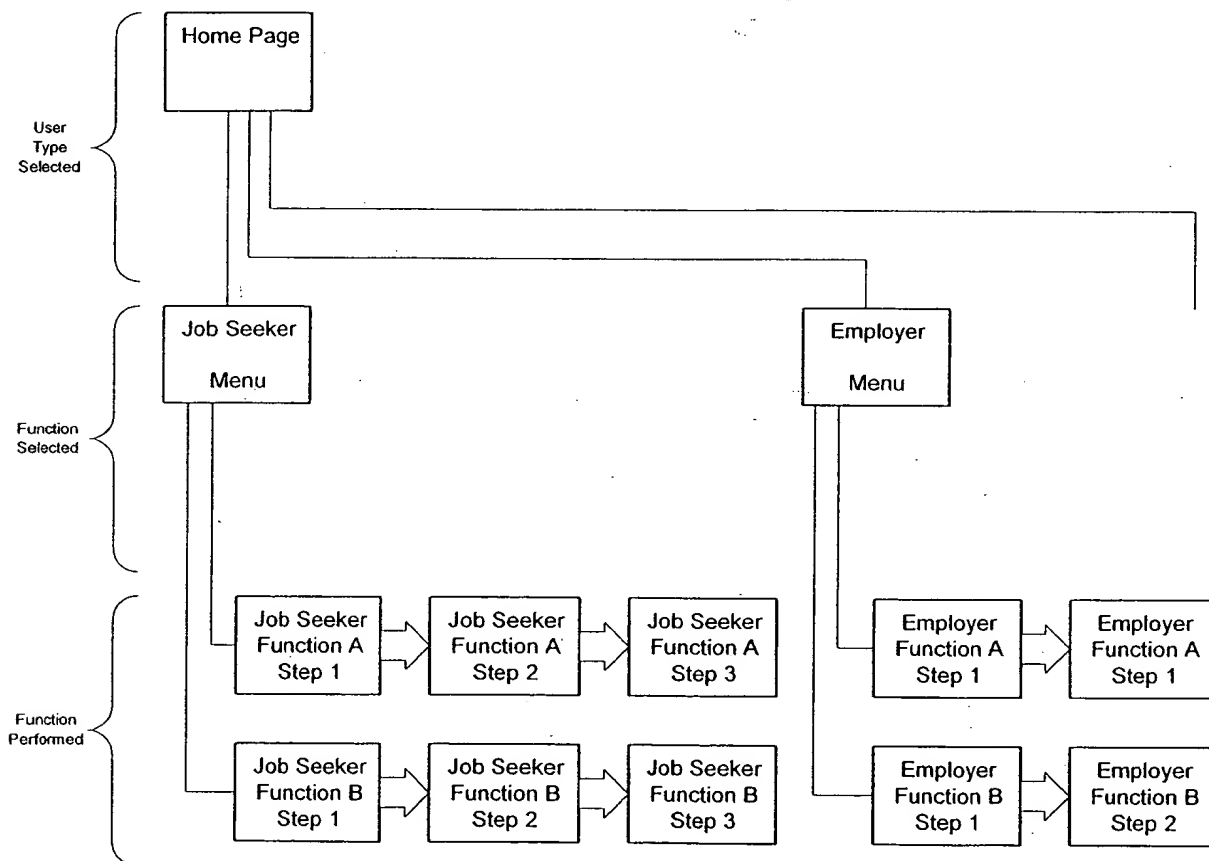 Home Page
User
Type
Selected
Job Seeker
Menu
Employer
Menu
Function
Selected
Job Seeker
Function A
Step 1
Job Seeker
Function A
Step 2
Job Seeker
Function A
Step 3
Employer
Function A
Step 1
Employer
Function A
Step 1
Function
Performed
Job Seeker
Function B
Step 1
Job Seeker
Function B
Step 2
Job Seeker
Function B
Step 3
Employer
Function B
Step 1
Employer
Function B
Step 2